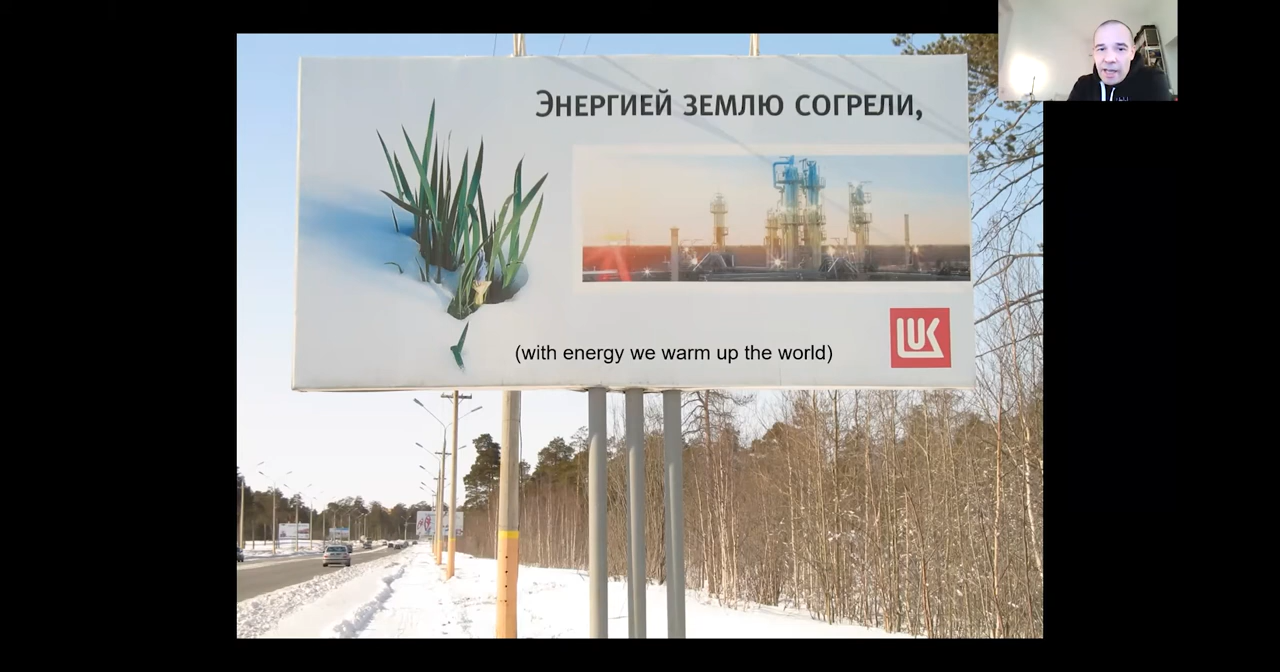 Энергией землю согрели,
(with energy we warm up the world)
LUK